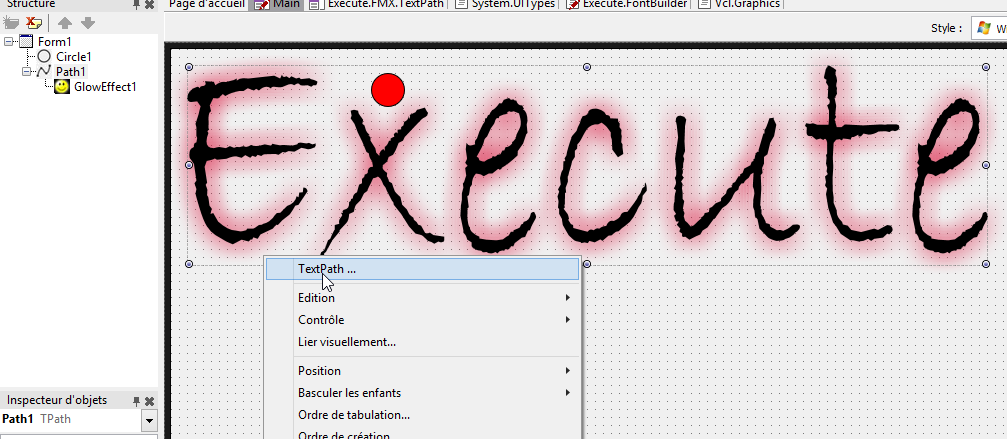 Structure
Page d'accueil Main Execute.FMX.TextPath System.UITypes Execute.FontBuilder Vcl.Graphics
Style :
Form1
Circle1
Path1
GlowEffect1
Execute
TextPath ...
Edition
Contrôle
Lier visuellement...
Position
Basculer les enfants
Ordre de tabulation...
Ordre de création
Inspecteur d'objets
Path1 TPath